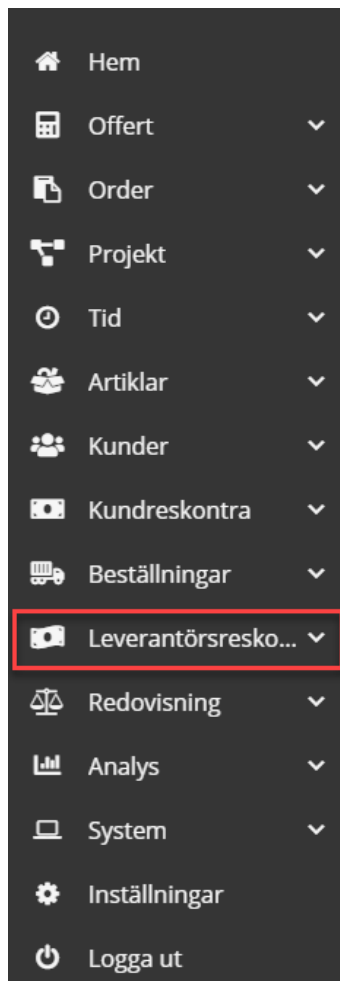 Hem
Offert
Order
Projekt
Tid
Artiklar
Kunder
Kundreskontra
Beställningar
Leverantörsresko...
Redovisning
Analys
System
Inställningar
Logga ut